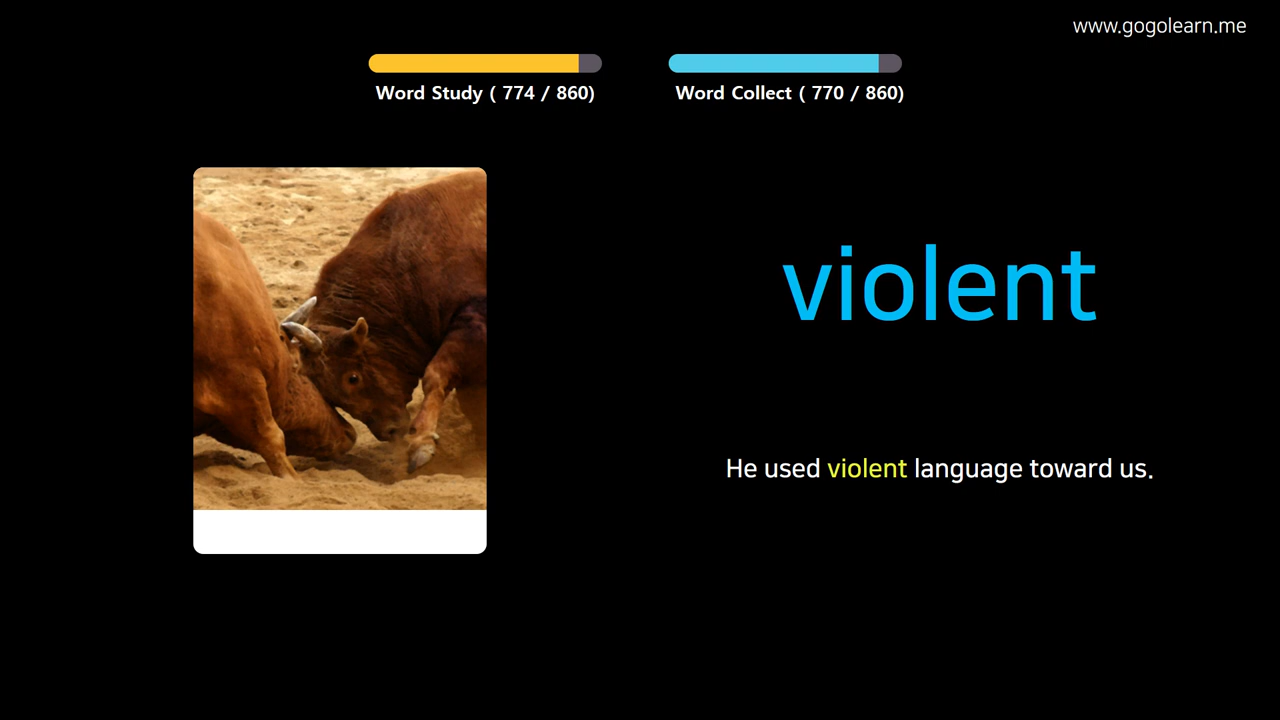 www.gogolearn.me
Word Study ( 774 / 860)
Word Collect ( 770 / 860)
violent
He used violent language toward us.